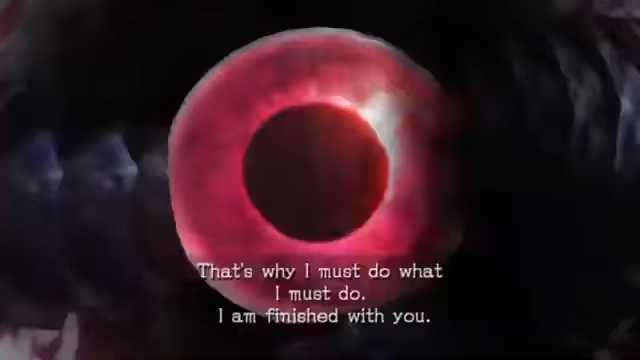 That's why I must do what
I must do.
I am finished with you.